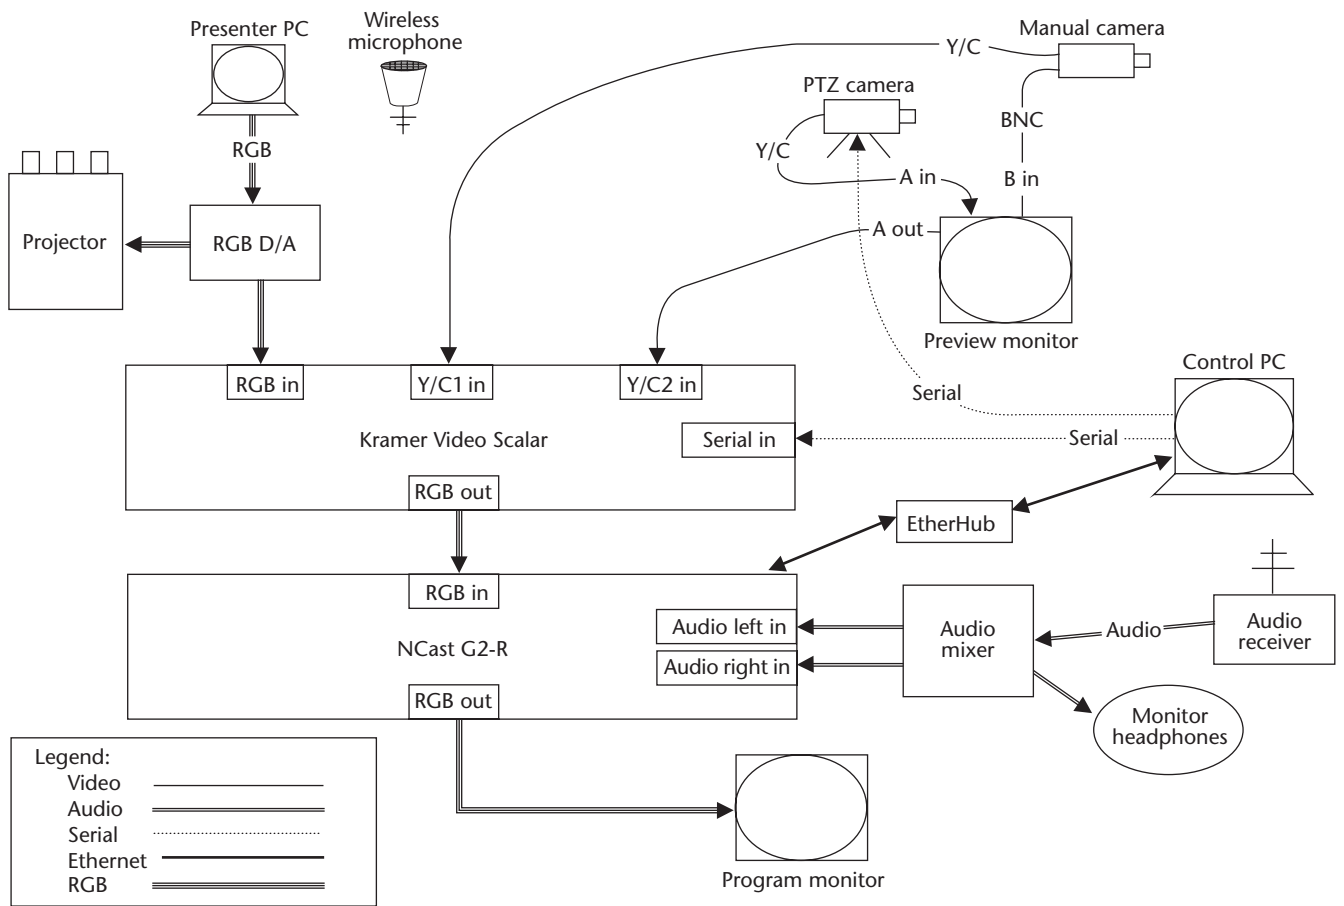 Presenter PC
Wireless
microphone
Y/C
Manual camera
PTZ camera
BNC
RGB
Y/C
A in
B in
Projector
RGB D/A
A out
Preview monitor
Control PC
RGB in
Y/C1 in
Y/C2 in
Serial
Kramer Video Scalar
Serial in
Serial
RGB out
EtherHub
RGB in
Audio left in
Audio
mixer
Audio
Audio
receiver
NCast G2-R
Audio right in
RGB out
Monitor
headphones
Legend:
Video
Audio
Serial
Ethernet
RGB
Program monitor